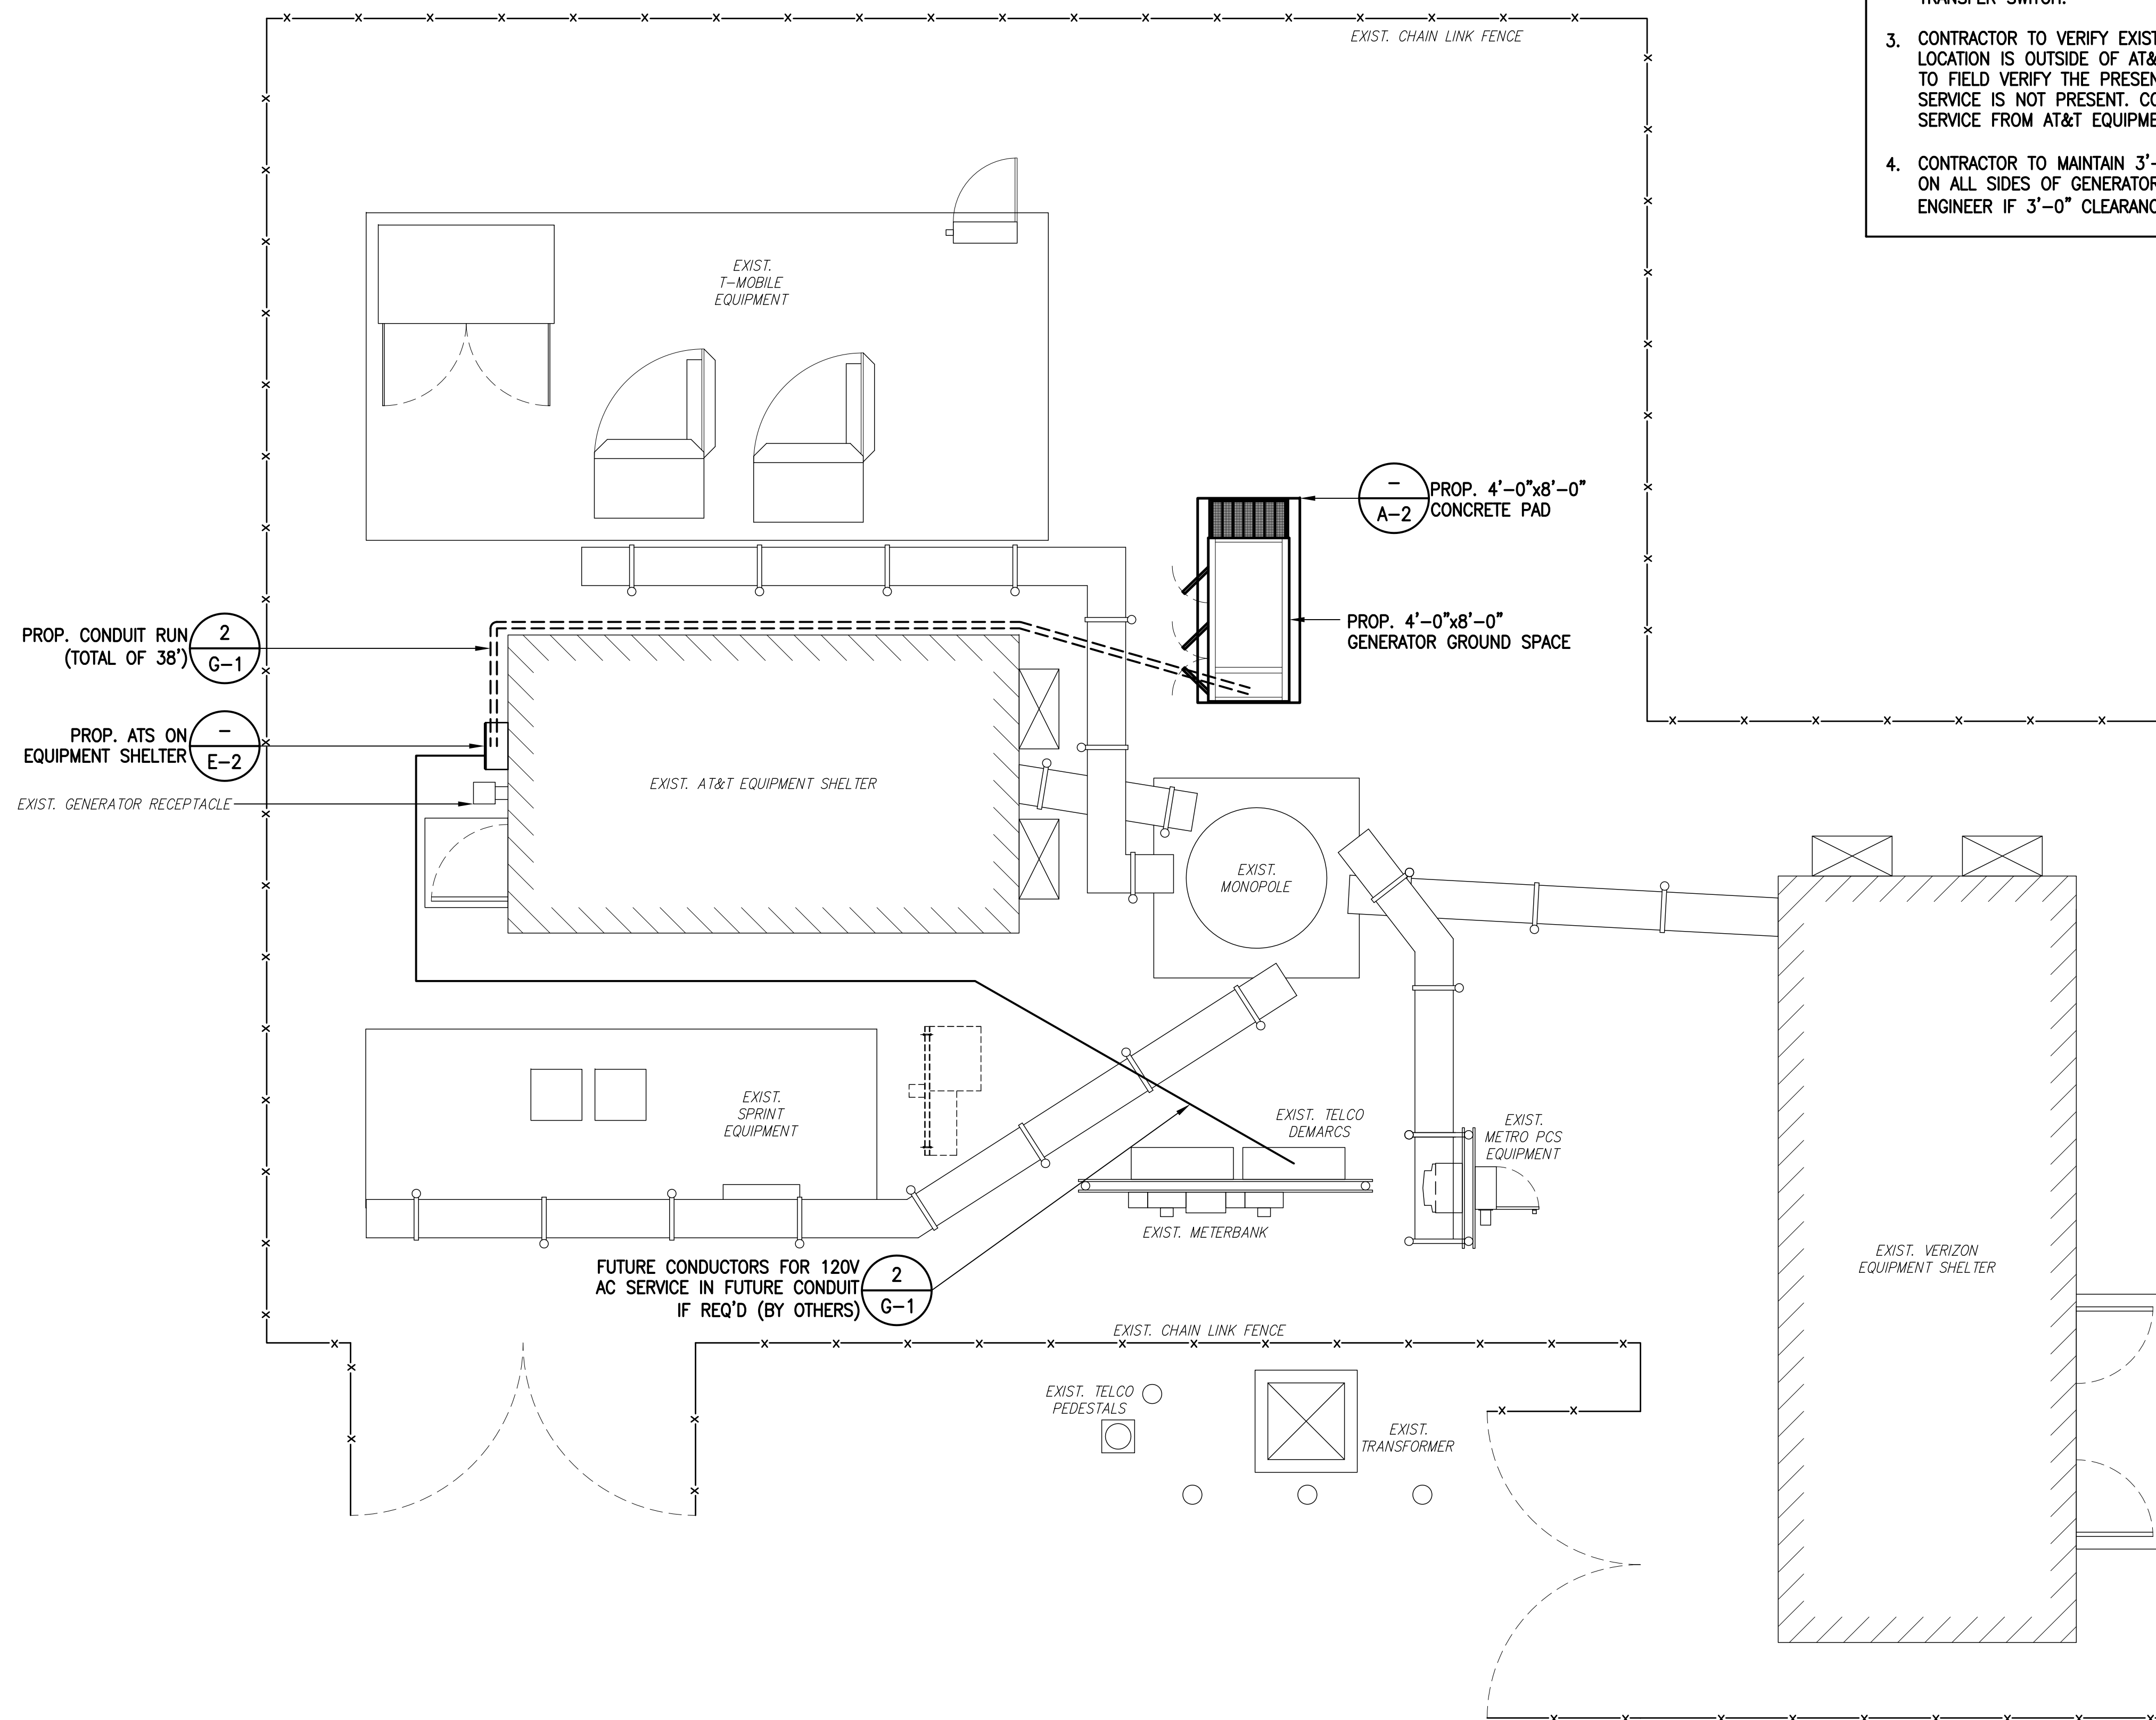 EXIST. CHAIN LINK FENCE
TRANSFER SWITCH.
3. CONTRACTOR TO VERIFY EXIST
LOCATION IS OUTSIDE OF AT&
TO FIELD VERIFY THE PRESEN
SERVICE IS NOT PRESENT. CO
SERVICE FROM AT&T EQUIPME
4. CONTRACTOR TO MAINTAIN 3'-
ON ALL SIDES OF GENERATOR
ENGINEER IF 3'-0" CLEARANC
EXIST.
T-MOBILE
EQUIPMENT
-
A-2
PROP. 4'-0"x8'-0"
CONCRETE PAD
PROP. 4'-0"x8'-0"
GENERATOR GROUND SPACE
PROP. CONDUIT RUN
(TOTAL OF 38')
2
G-1
PROP. ATS ON
EQUIPMENT SHELTER
-
E-2
EXIST. GENERATOR RECEPTACLE
EXIST. AT&T EQUIPMENT SHELTER
EXIST.
MONOPOLE
EXIST.
SPRINT
EQUIPMENT
EXIST. TELCO
DEMARCS
EXIST.
METRO PCS
EQUIPMENT
EXIST. METERBANK
EXIST. VERIZON
EQUIPMENT SHELTER
FUTURE CONDUCTORS FOR 120V
AC SERVICE IN FUTURE CONDUIT
IF REQ'D (BY OTHERS)
2
G-1
EXIST. CHAIN LINK FENCE
EXIST. TELCO
PEDESTALS
EXIST.
TRANSFORMER